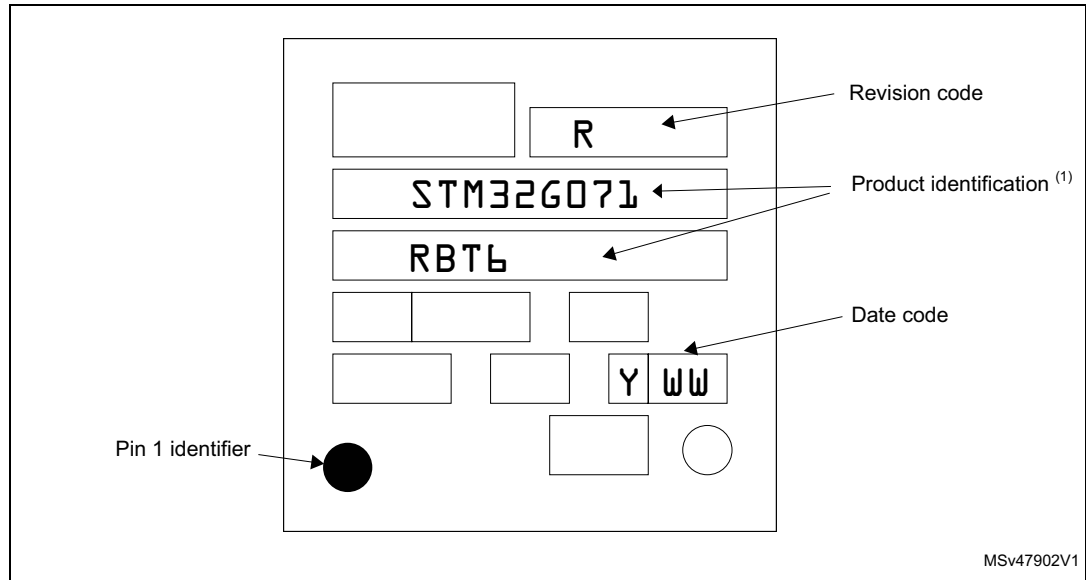 Revision code
R
Product identification (1)
STM32G071
RBT6
Date code
Y WW
Pin 1 identifier
MSv47902V1